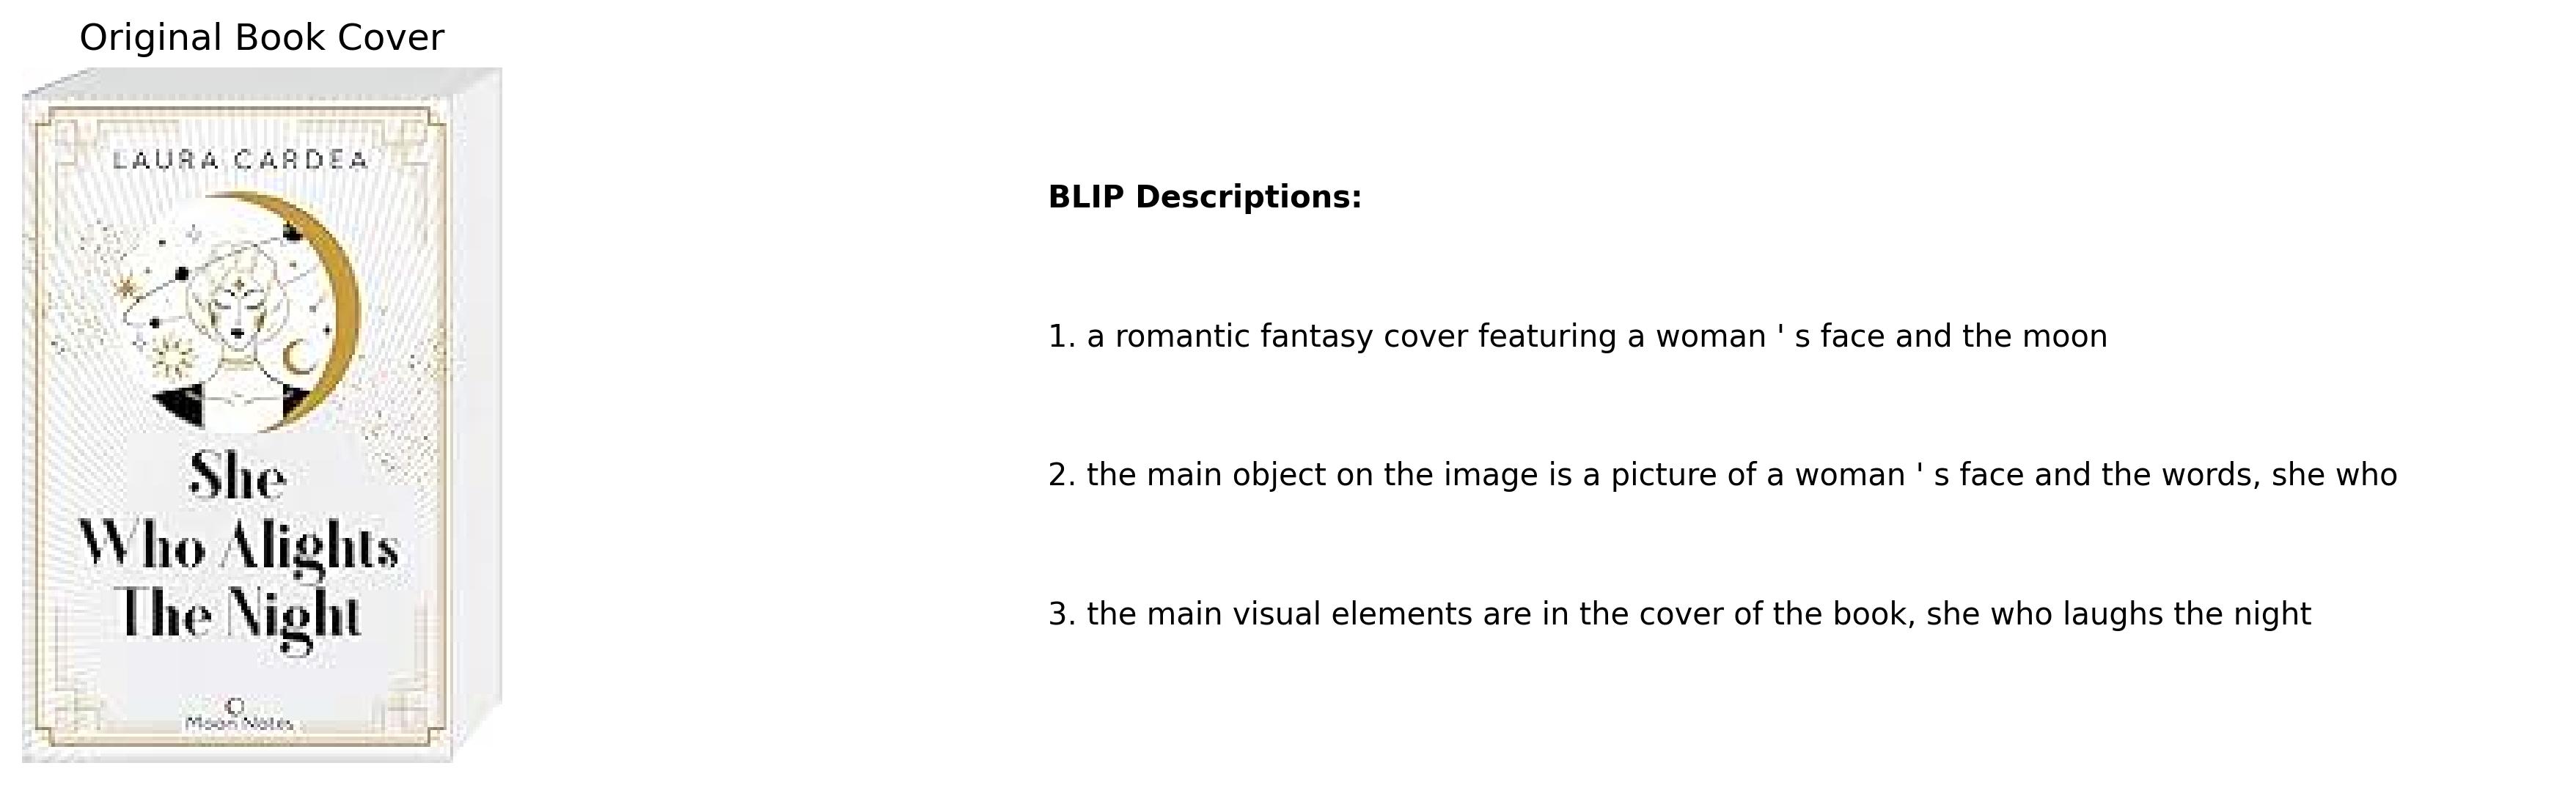 Original Book Cover
LAURA CARDEA
She
Who Alights
The Night
Moon Notes
BLIP Descriptions:
1. a romantic fantasy cover featuring a woman ' s face and the moon
2. the main object on the image is a picture of a woman ' s face and the words, she who
3. the main visual elements are in the cover of the book, she who laughs the night